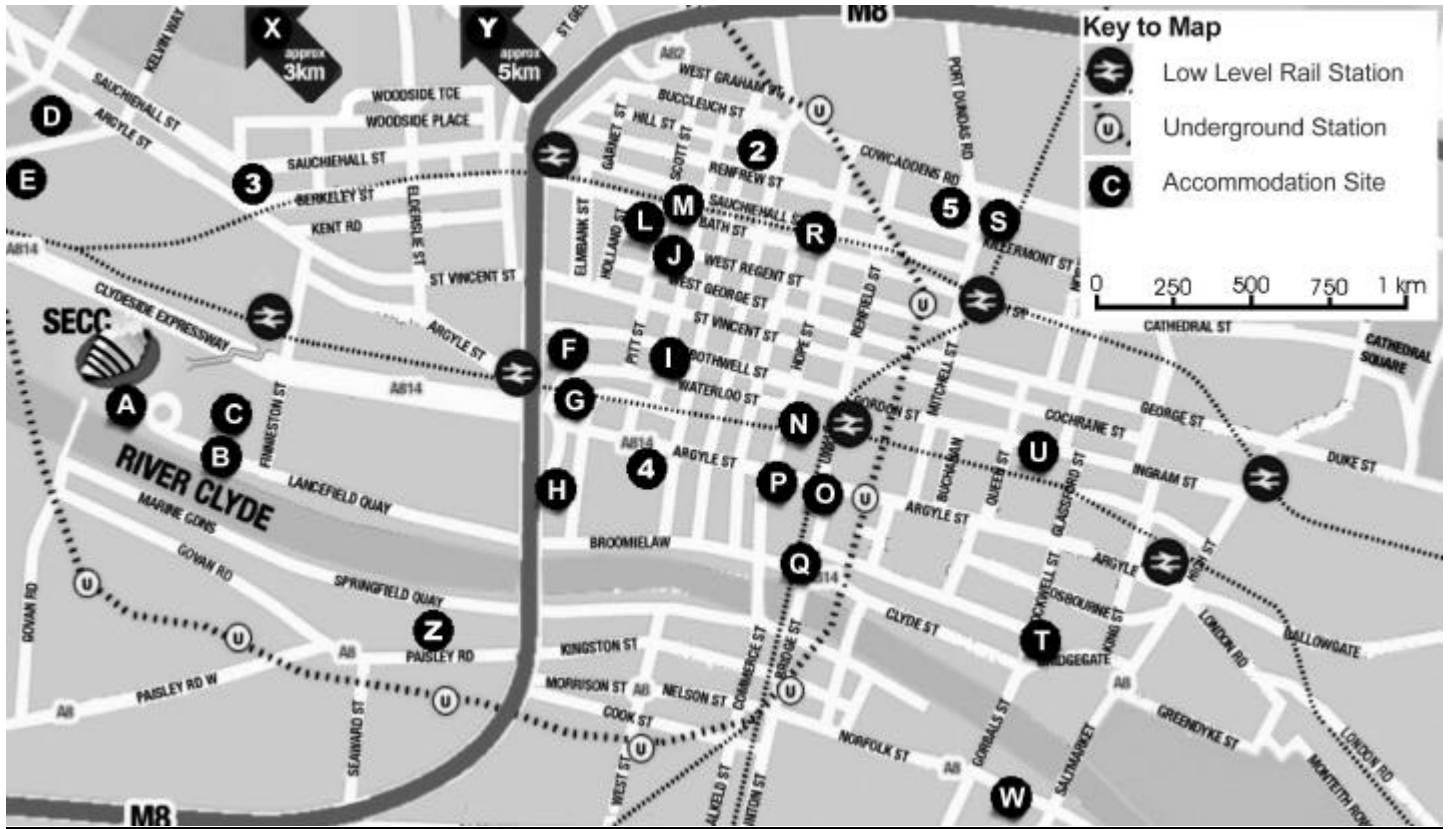 X
approx
3km
Y
approx
5km
M8
Key to Map
Low Level Rail Station
U
Underground Station
C
Accommodation Site
0 250 500 750 1 km
KELVIN WAY
SAUCHIEHALL ST
ARGYLE ST
D
E
3
WOODSIDE TCE
WOODSIDE PLACE
SAUCHIEHALL ST
BERKELEY ST
KENT RD
ELDERSLIE ST
ST VINCENT ST
A814
CLYDESIDE EXPRESSWAY
SECC
ARGYLE ST
A814
A
C
B
FINNIESTON ST
RIVER CLYDE
LANCEFIELD QUAY
MARINE GDNS
GOVAN RD
GOVAN RD
SPRINGFIELD QUAY
Z
A8
PAISLEY RD
PAISLEY RD W
A8
SEAWARD ST
U
U
U
M8
A82
WEST GRAHAM ST
BUCCLEUCH ST
HILL ST
GARNET ST
SCOTT ST
2
RENFREW ST
U
COWCADDENS RD
PORT DUNDAS RD
5
S
KILLERMONT ST
SAUCHIEHALL ST
M
L
J
R
BATH ST
ELMBANK ST
HOLLAND ST
WEST REGENT ST
WEST GEORGE ST
RENFIELD ST
U
ST VINCENT ST
PITT ST
HOPE ST
F
I
BOTHWELL ST
WATERLOO ST
G
N
GORDON ST
MITCHELL ST
CATHEDRAL ST
CATHEDRAL
SQUARE
GEORGE ST
COCHRANE ST
DUKE ST
U
INGRAM ST
BUCHANAN
QUEEN ST
GLASSFORD ST
A814
ARGYLE ST
H
4
P
O
U
ARGYLE ST
ARGYLE
HIGH ST
BROOMIELAW
Q
CLYDE ST
T
KING ST
LONDON RD
GALLOWGATE
KINGSTON ST
MORRISON ST
A8
NELSON ST
COOK ST
COMMERCE ST
BRIDGE ST
U
U
WEST ST
NORFOLK ST
A8
GORBALS ST
SALTMARKET
A8
GREENDYKE ST
LONDON RD
MONTEITH ROW
W